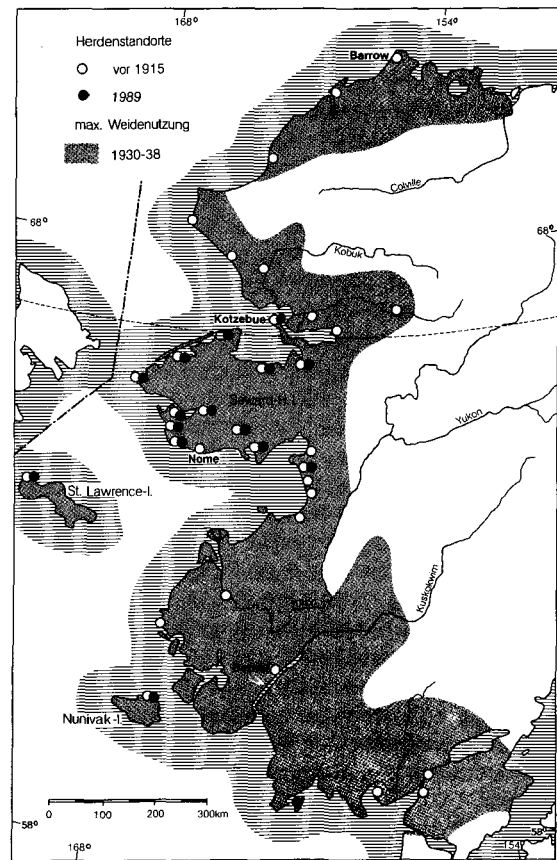 168°
154°
Herdenstandorte
vor 1915
1989
max. Weidenutzung
1930-38
Barrow
Colville
68°
68°
Kobuk
Kotzebue
Seward-H.
Yukon
Nome
St. Lawrence-I.
Kuskokwim
Nunivak-I.
0
100
200
300km
58°
58°
168°
154°